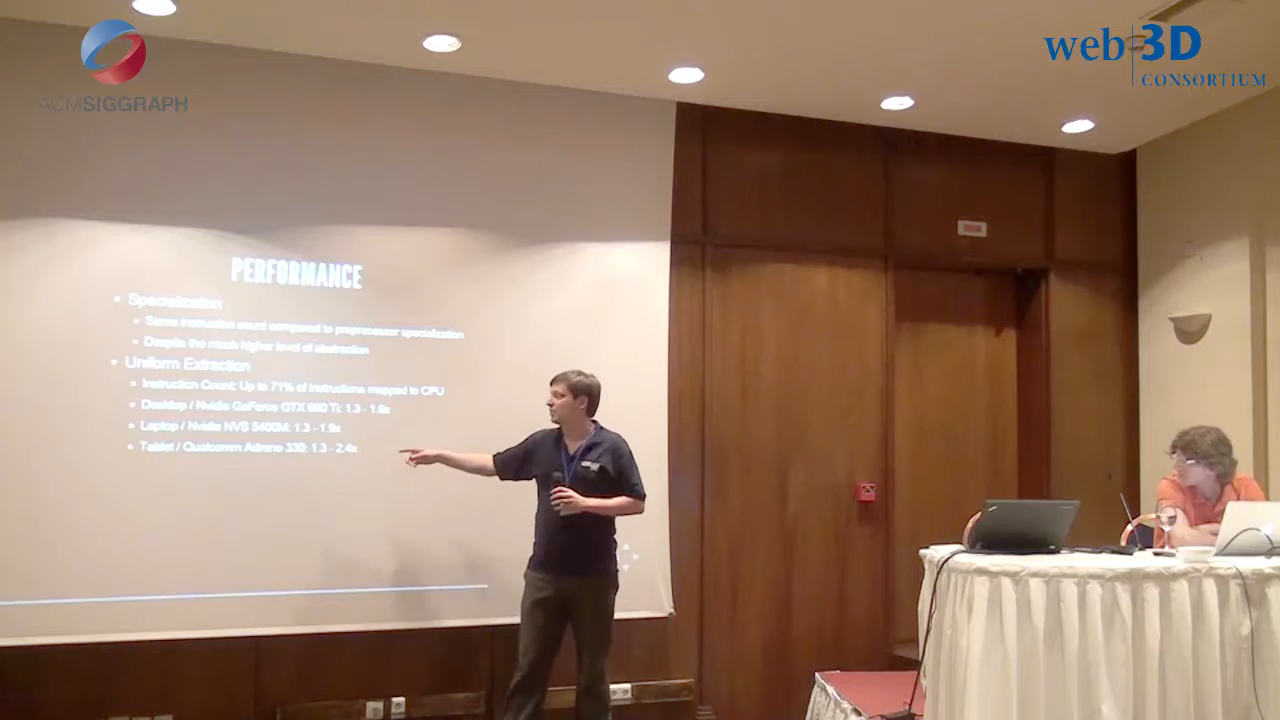 ACMSIGGRAPH
web 3D
CONSORTIUM
PERFORMANCE
• Specialization
• Same instruction count compared to preprocessor specialization
• Despite the much higher level of abstraction
• Uniform Extraction
• Instruction Count: Up to 71% of instructions mapped to CPU
• Desktop / Nvidia GeForce GTX 660 Ti: 1.3 - 1.6x
• Laptop / Nvidia NVS 5400M: 1.3 - 1.9x
• Tablet / Qualcomm Adreno 330: 1.3 - 2.4x